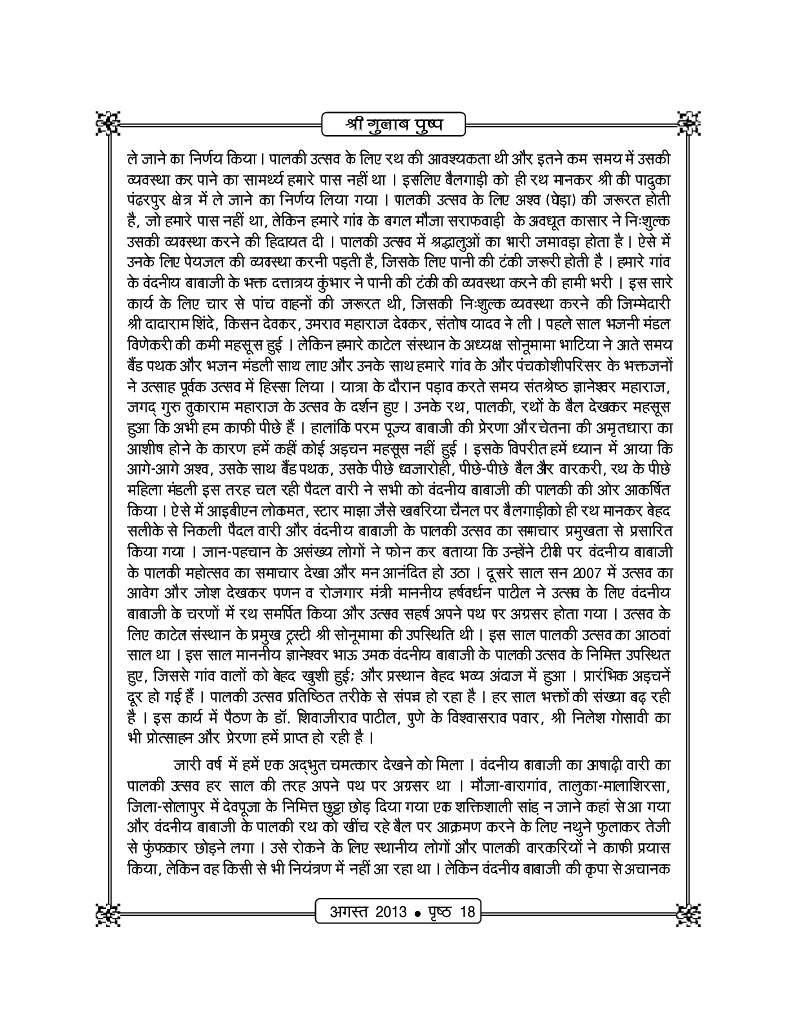 श्री गुलाब पुष्प
ले जाने का निर्णय किया । पालकी उत्सव के लिए रथ की आवश्यकता थी और इतने कम समय में उसकी
व्यवस्था कर पाने का सामर्थ्य हमारे पास नहीं था । इसलिए बैलगाड़ी को ही रथ मानकर श्री की पादुका
पंढरपुर क्षेत्र में ले जाने का निर्णय लिया गया । पालकी उत्सव के लिए अश्व (घोड़ा) की जरूरत होती
है, जो हमारे पास नहीं था, लेकिन हमारे गांव के बगल मौजा सराफवाड़ी के अवधूत कासार ने निःशुल्क
उसकी व्यवस्था करने की हिदायत दी । पालकी उत्सव में श्रद्धालुओं का भारी जमावड़ा होता है । ऐसे में
उनके लिए पेयजल की व्यवस्था करनी पड़ती है, जिसके लिए पानी की टंकी जरूरी होती है । हमारे गांव
के वंदनीय बाबाजी के भक्त दत्तात्रय कुंभार ने पानी की टंकी की व्यवस्था करने की हामी भरी । इस सारे
कार्य के लिए चार से पांच वाहनों की जरूरत थी, जिसकी निःशुल्क व्यवस्था करने की जिम्मेदारी
श्री दादाराम शिंदे, किसन देवकर, उमराव महाराज देवकर, संतोष यादव ने ली । पहले साल भजनी मंडल
विणेकरी की कमी महसूस हुई । लेकिन हमारे काटेल संस्थान के अध्यक्ष सोनूमामा भाटिया ने आते समय
बैंड पथक और भजन मंडली साथ लाए और उनके साथ हमारे गांव के और पंचकोशीपरिसर के भक्तजनों
ने उत्साह पूर्वक उत्सव में हिस्सा लिया । यात्रा के दौरान पड़ाव करते समय संतश्रेष्ठ ज्ञानेश्वर महाराज,
जगद् गुरु तुकाराम महाराज के उत्सव के दर्शन हुए । उनके रथ, पालकी, रथों के बैल देखकर महसूस
हुआ कि अभी हम काफी पीछे हैं । हालांकि परम पूज्य बाबाजी की प्रेरणा और चेतना की अमृतधारा का
आशीष होने के कारण हमें कहीं कोई अड़चन महसूस नहीं हुई । इसके विपरीत हमें ध्यान में आया कि
आगे-आगे अश्व, उसके साथ बैंड पथक, उसके पीछे ध्वजारोही, पीछे-पीछे बैल और वारकरी, रथ के पीछे
महिला मंडली इस तरह चल रही पैदल वारी ने सभी को वंदनीय बाबाजी की पालकी की ओर आकर्षित
किया । ऐसे में आइबीएन लोकमत, स्टार माझा जैसे खबरिया चैनल पर बैलगाड़ीको ही रथ मानकर बेहद
सलीके से निकली पैदल वारी और वंदनीय बाबाजी के पालकी उत्सव का समाचार प्रमुखता से प्रसारित
किया गया । जान-पहचान के असंख्य लोगों ने फोन कर बताया कि उन्होंने टीवी पर वंदनीय बाबाजी
के पालकी महोत्सव का समाचार देखा और मन आनंदित हो उठा । दूसरे साल सन 2007 में उत्सव का
आवेग और जोश देखकर पणन व रोजगार मंत्री माननीय हर्षवर्धन पाटील ने उत्सव के लिए वंदनीय
बाबाजी के चरणों में रथ समर्पित किया और उत्सव सहर्ष अपने पथ पर अग्रसर होता गया । उत्सव के
लिए काटेल संस्थान के प्रमुख ट्रस्टी श्री सोनूमामा की उपस्थिति थी । इस साल पालकी उत्सव का आठवां
साल था । इस साल माननीय ज्ञानेश्वर भाऊ उमक वंदनीय बाबाजी के पालकी उत्सव के निमित्त उपस्थित
हुए, जिससे गांव वालों को बेहद खुशी हुई; और प्रस्थान बेहद भव्य अंदाज में हुआ । प्रारंभिक अड़चनें
दूर हो गई हैं । पालकी उत्सव प्रतिष्ठित तरीके से संपन्न हो रहा है । हर साल भक्तों की संख्या बढ़ रही
है । इस कार्य में पैठण के डॉ. शिवाजीराव पाटील, पुणे के विश्वासराव पवार, श्री निलेश गोसावी का
भी प्रोत्साहन और प्रेरणा हमें प्राप्त हो रही है ।
जारी वर्ष में हमें एक अद्भुत चमत्कार देखने को मिला । वंदनीय बाबाजी का अषाढ़ी वारी का
पालकी उत्सव हर साल की तरह अपने पथ पर अग्रसर था । मौजा-बारागांव, तालुका-मालाशिरसा,
जिला-सोलापुर में देवपूजा के निमित्त छुट्टा छोड़ दिया गया एक शक्तिशाली सांड़ न जाने कहां से आ गया
और वंदनीय बाबाजी के पालकी रथ को खींच रहे बैल पर आक्रमण करने के लिए नथुने फुलाकर तेजी
से फुंफकार छोड़ने लगा । उसे रोकने के लिए स्थानीय लोगों और पालकी वारकरियों ने काफी प्रयास
किया, लेकिन वह किसी से भी नियंत्रण में नहीं आ रहा था । लेकिन वंदनीय बाबाजी की कृपा से अचानक
अगस्त 2013 ● पृष्ठ 18